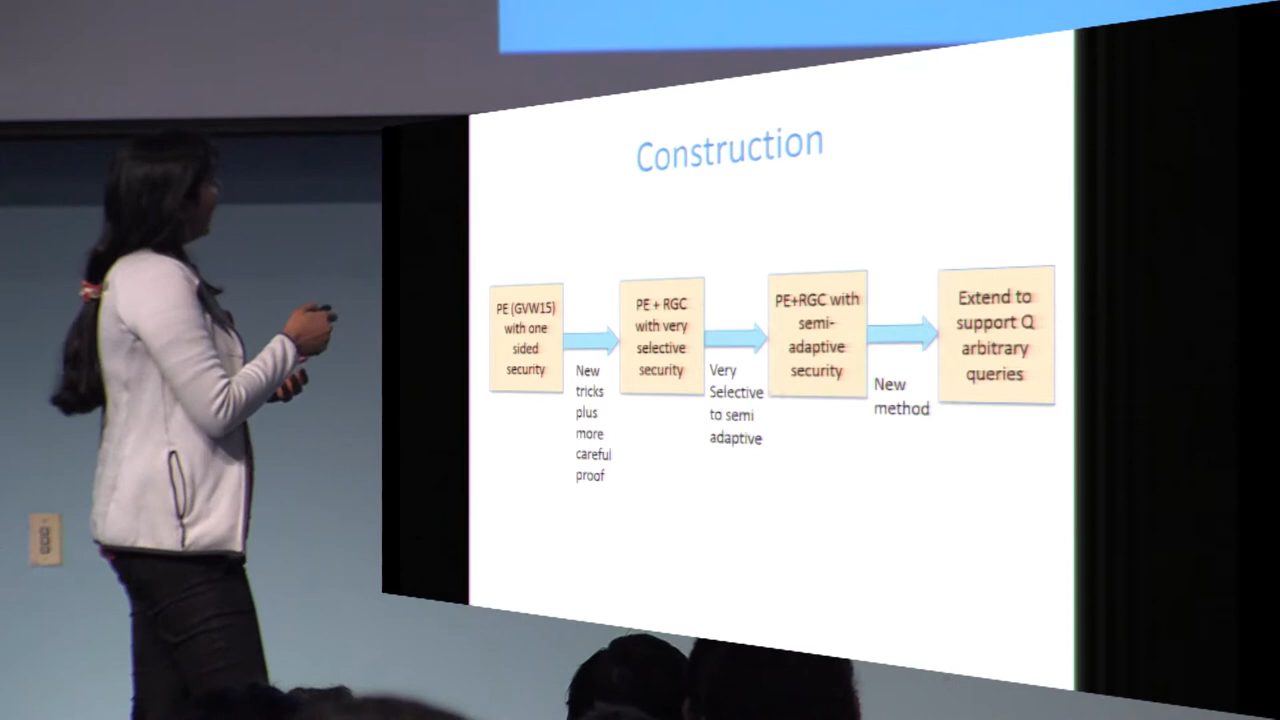 Construction
PE (GVW15)
with one
sided
security
New
tricks
plus
more
careful
proof
PE + RGC
with very
selective
security
Very
Selective
to semi
adaptive
PE+RGC with
semi-
adaptive
security
New
method
Extend to
support Q
arbitrary
queries